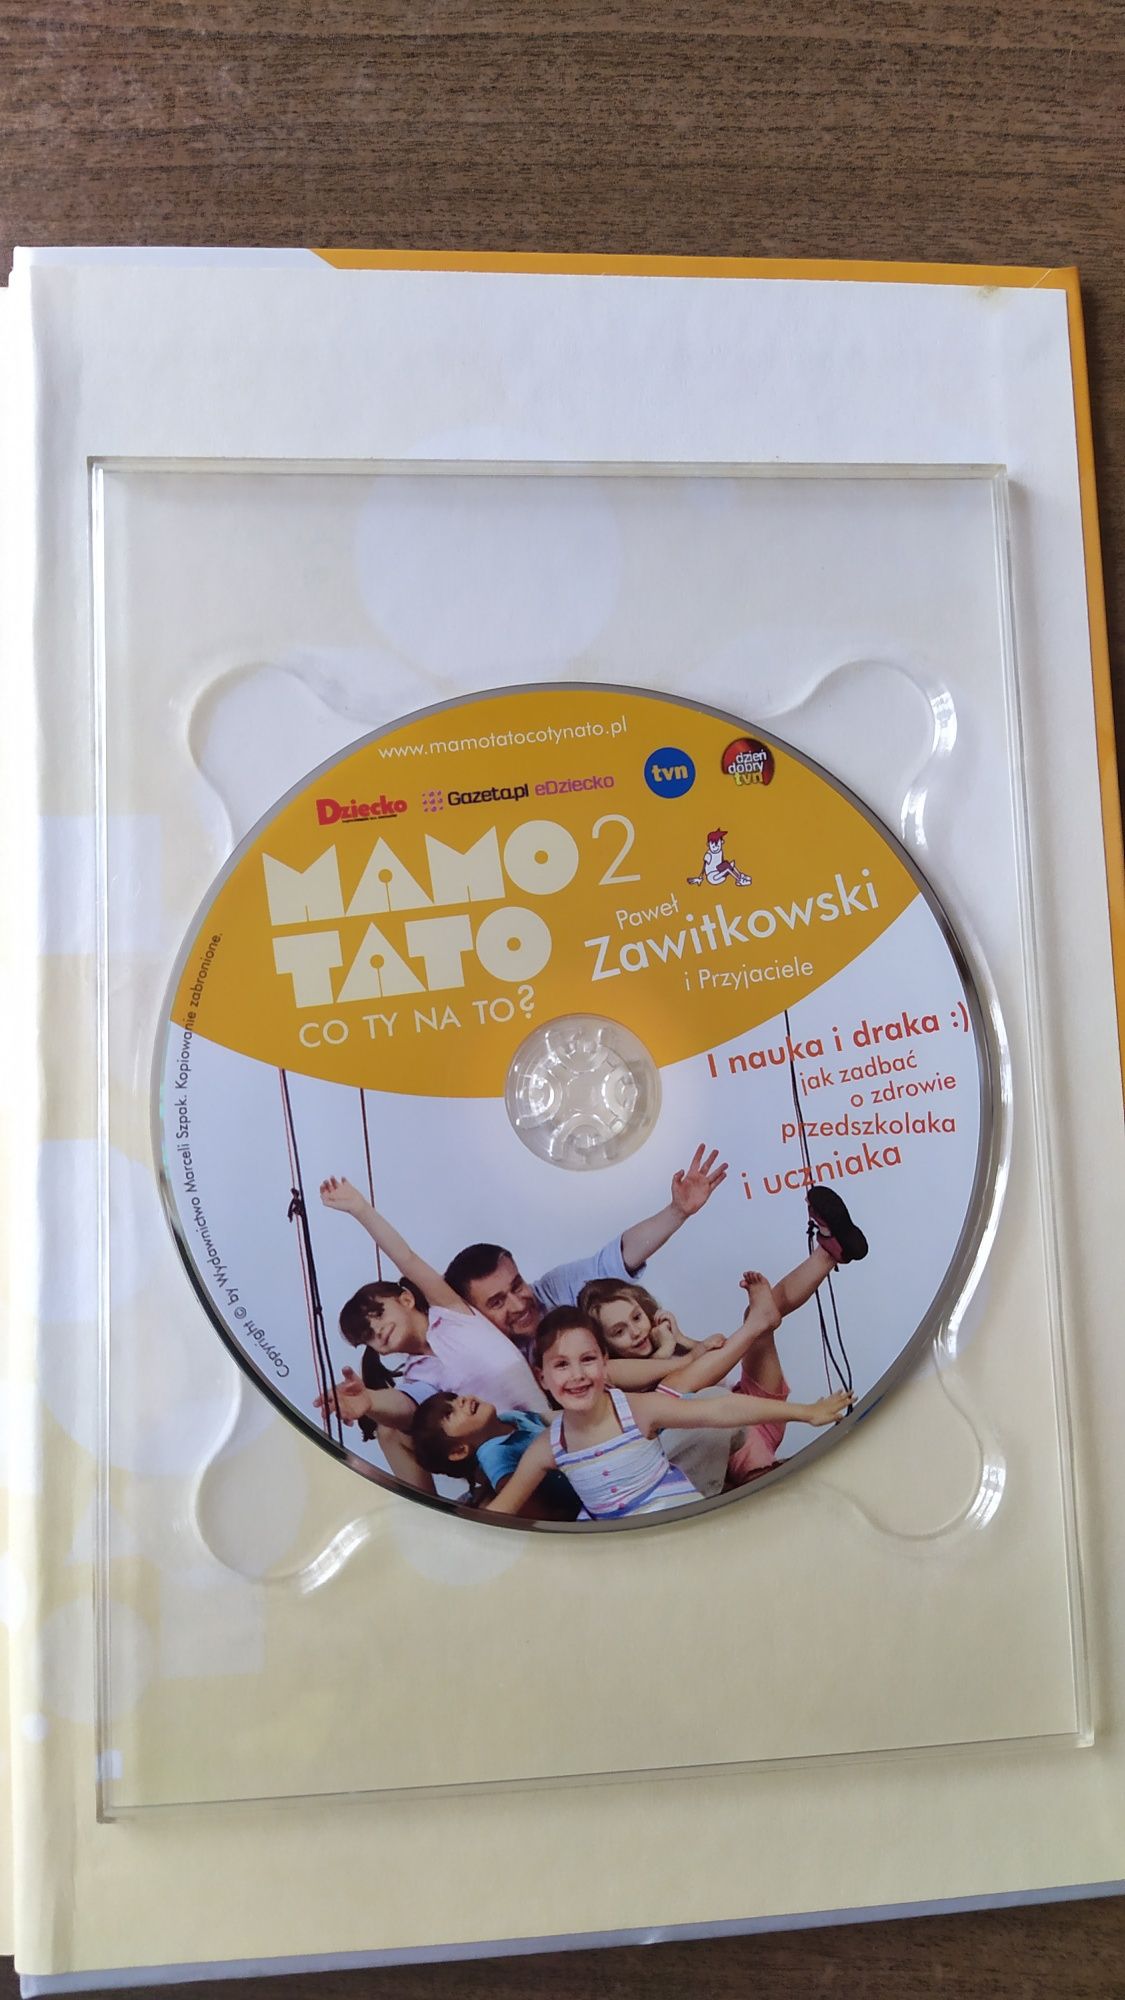 www.mamotatocotynato.pl
Dziecko
Gazeta.pl eDziecko
tvn
dzień
dobry
tvn
MAMO 2
TATO
CO TY NA TO?
Paweł
Zawitkowski
i Przyjaciele
I nauka i draka :)
jak zadbać
o zdrowie
przedszkolaka
i uczniaka
Copyright © by Wydawnictwo Marceli Szpak. Kopiowanie zabronione.